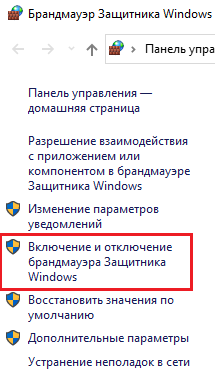 Брандмауэр Защитника Windows
Панель упра
Панель управления —
домашняя страница
Разрешение взаимодействия
с приложением или
компонентом в брандмауэре
Защитника Windows
Изменение параметров
уведомлений
Включение и отключение
брандмауэра Защитника
Windows
Восстановить значения по
умолчанию
Дополнительные параметры
Устранение неполадок в сети